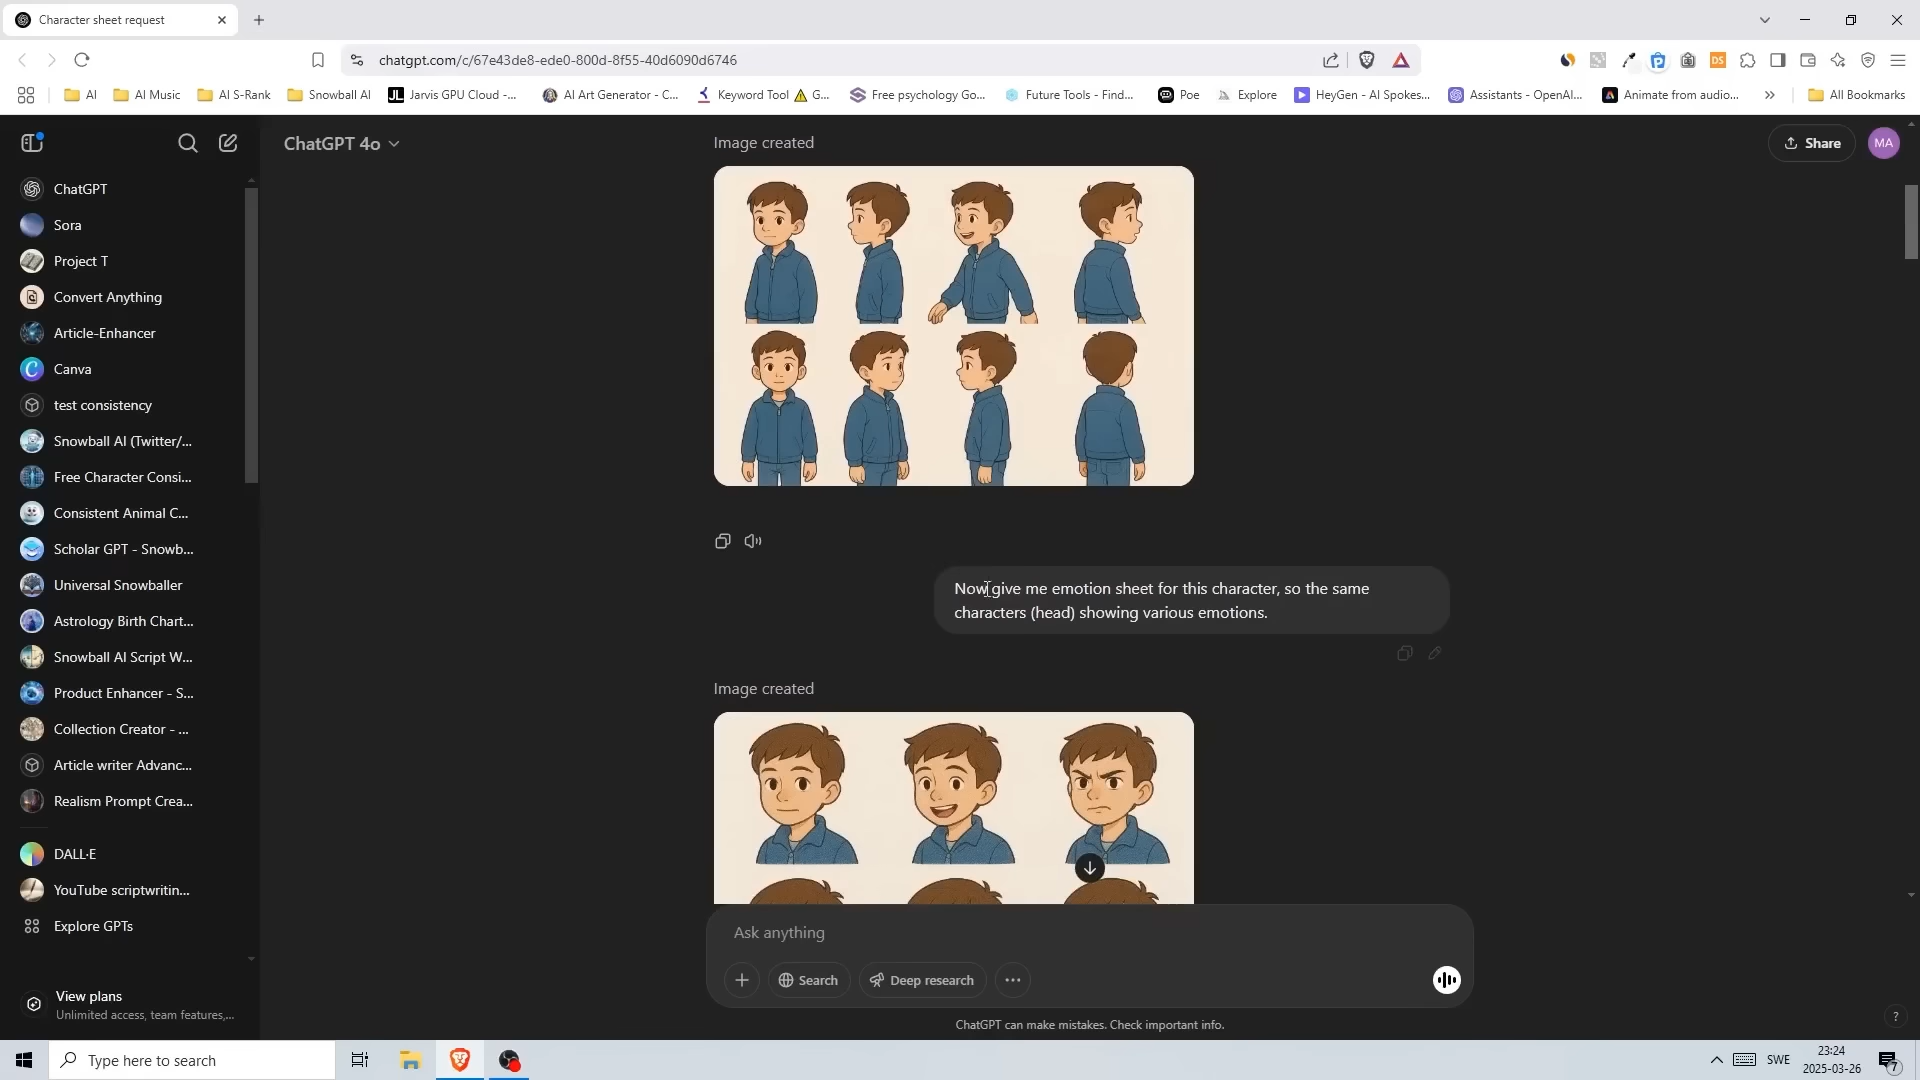 Character sheet request
chatgpt.com/c/67e43de8-ede0-800d-8f55-40d6090d6746
AI
AI Music
AI S-Rank
Snowball AI
JL Jarvis GPU Cloud -...
AI Art Generator - C...
Keyword Tool ⚠ G...
Free psychology Go...
Future Tools - Find...
Poe
Explore
HeyGen - AI Spokes...
Assistants - OpenAI...
Animate from audio...
All Bookmarks
DS
ChatGPT 4o
Share
MA
ChatGPT
Sora
Project T
Convert Anything
Article-Enhancer
Canva
test consistency
Snowball AI (Twitter/...
Free Character Consi...
Consistent Animal C...
Scholar GPT - Snowb...
Universal Snowballer
Astrology Birth Chart...
Snowball AI Script W...
Product Enhancer - S...
Collection Creator - ...
Article writer Advanc...
Realism Prompt Crea...
DALL·E
YouTube scriptwritin...
Explore GPTs
View plans
Unlimited access, team features,...
Image created
Now give me emotion sheet for this character, so the same
characters (head) showing various emotions.
Image created
Ask anything
Search
Deep research
ChatGPT can make mistakes. Check important info.
?
Type here to search
SWE
23:24
2025-03-26
7